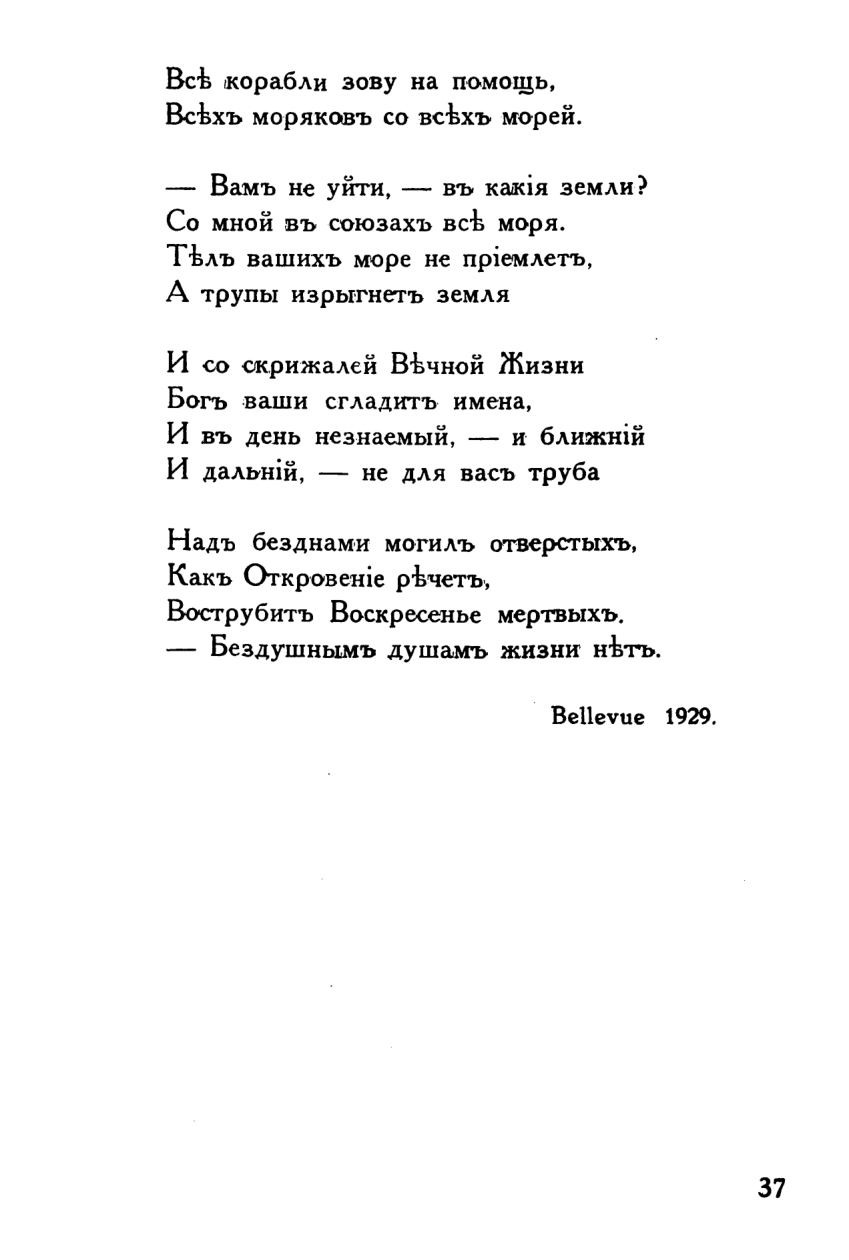 Всѣ корабли зову на помощь,
Всѣхъ моряковъ со всѣхъ морей.

— Вамъ не уйти, — въ какія земли?
Со мной въ союзахъ всѣ моря.
Тѣлъ вашихъ море не пріемлетъ,
А трупы изрыгнетъ земля

И со скрижалей Вѣчной Жизни
Богъ ваши сгладитъ имена,
И въ день незнаемый, — и ближній
И дальній, — не для васъ труба

Надъ безднами могилъ отверстыхъ,
Какъ Откровеніе рѣчетъ,
Вострубитъ Воскресенье мертвыхъ.
— Бездушнымъ душамъ жизни нѣтъ.

Bellevue 1929.

37